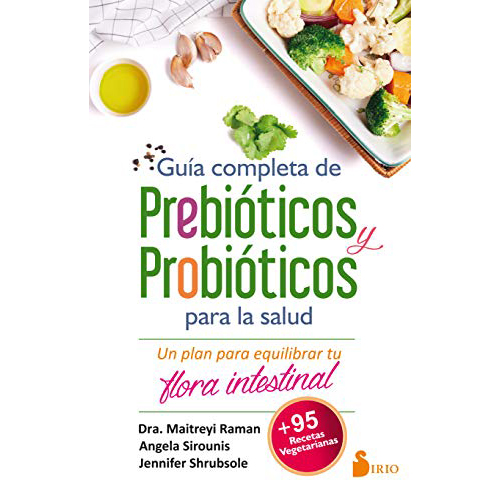 Guía completa de
Prebióticos y
Probióticos
para la salud
Un plan para equilibrar tu
flora intestinal
Dra. Maitreyi Raman
Angela Sirounis
Jennifer Shrubsole
+95
Recetas
Vegetarianas
SIRIO